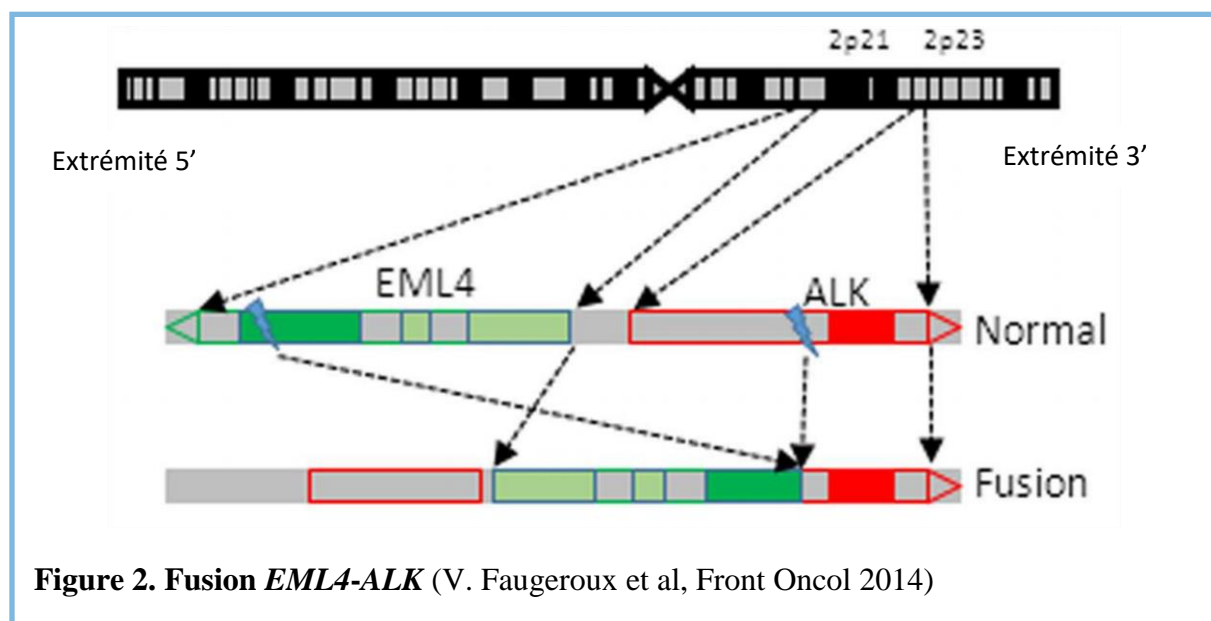 2p21 2p23
Extrémité 5’
Extrémité 3’
EML4
ALK
Normal
Fusion
Figure 2. Fusion EML4-ALK (V. Faugeroux et al, Front Oncol 2014)